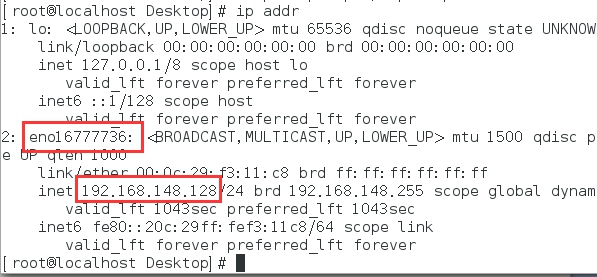 [root@localhost Desktop]# ip addr
1: lo: <LOOPBACK,UP,LOWER_UP> mtu 65536 qdisc noqueue state UNKNOW
link/loopback 00:00:00:00:00:00 brd 00:00:00:00:00:00
inet 127.0.0.1/8 scope host lo
valid_lft forever preferred_lft forever
inet6 ::1/128 scope host
valid_lft forever preferred_lft forever
2: eno16777736: <BROADCAST,MULTICAST,UP,LOWER_UP> mtu 1500 qdisc p
e UP qlen 1000
link/ether 00:0c:29:f3:11:c8 brd ff:ff:ff:ff:ff:ff
inet 192.168.148.128/24 brd 192.168.148.255 scope global dynam
valid_lft 1043sec preferred_lft 1043sec
inet6 fe80::20c:29ff:fef3:11c8/64 scope link
valid_lft forever preferred_lft forever
[root@localhost Desktop]#